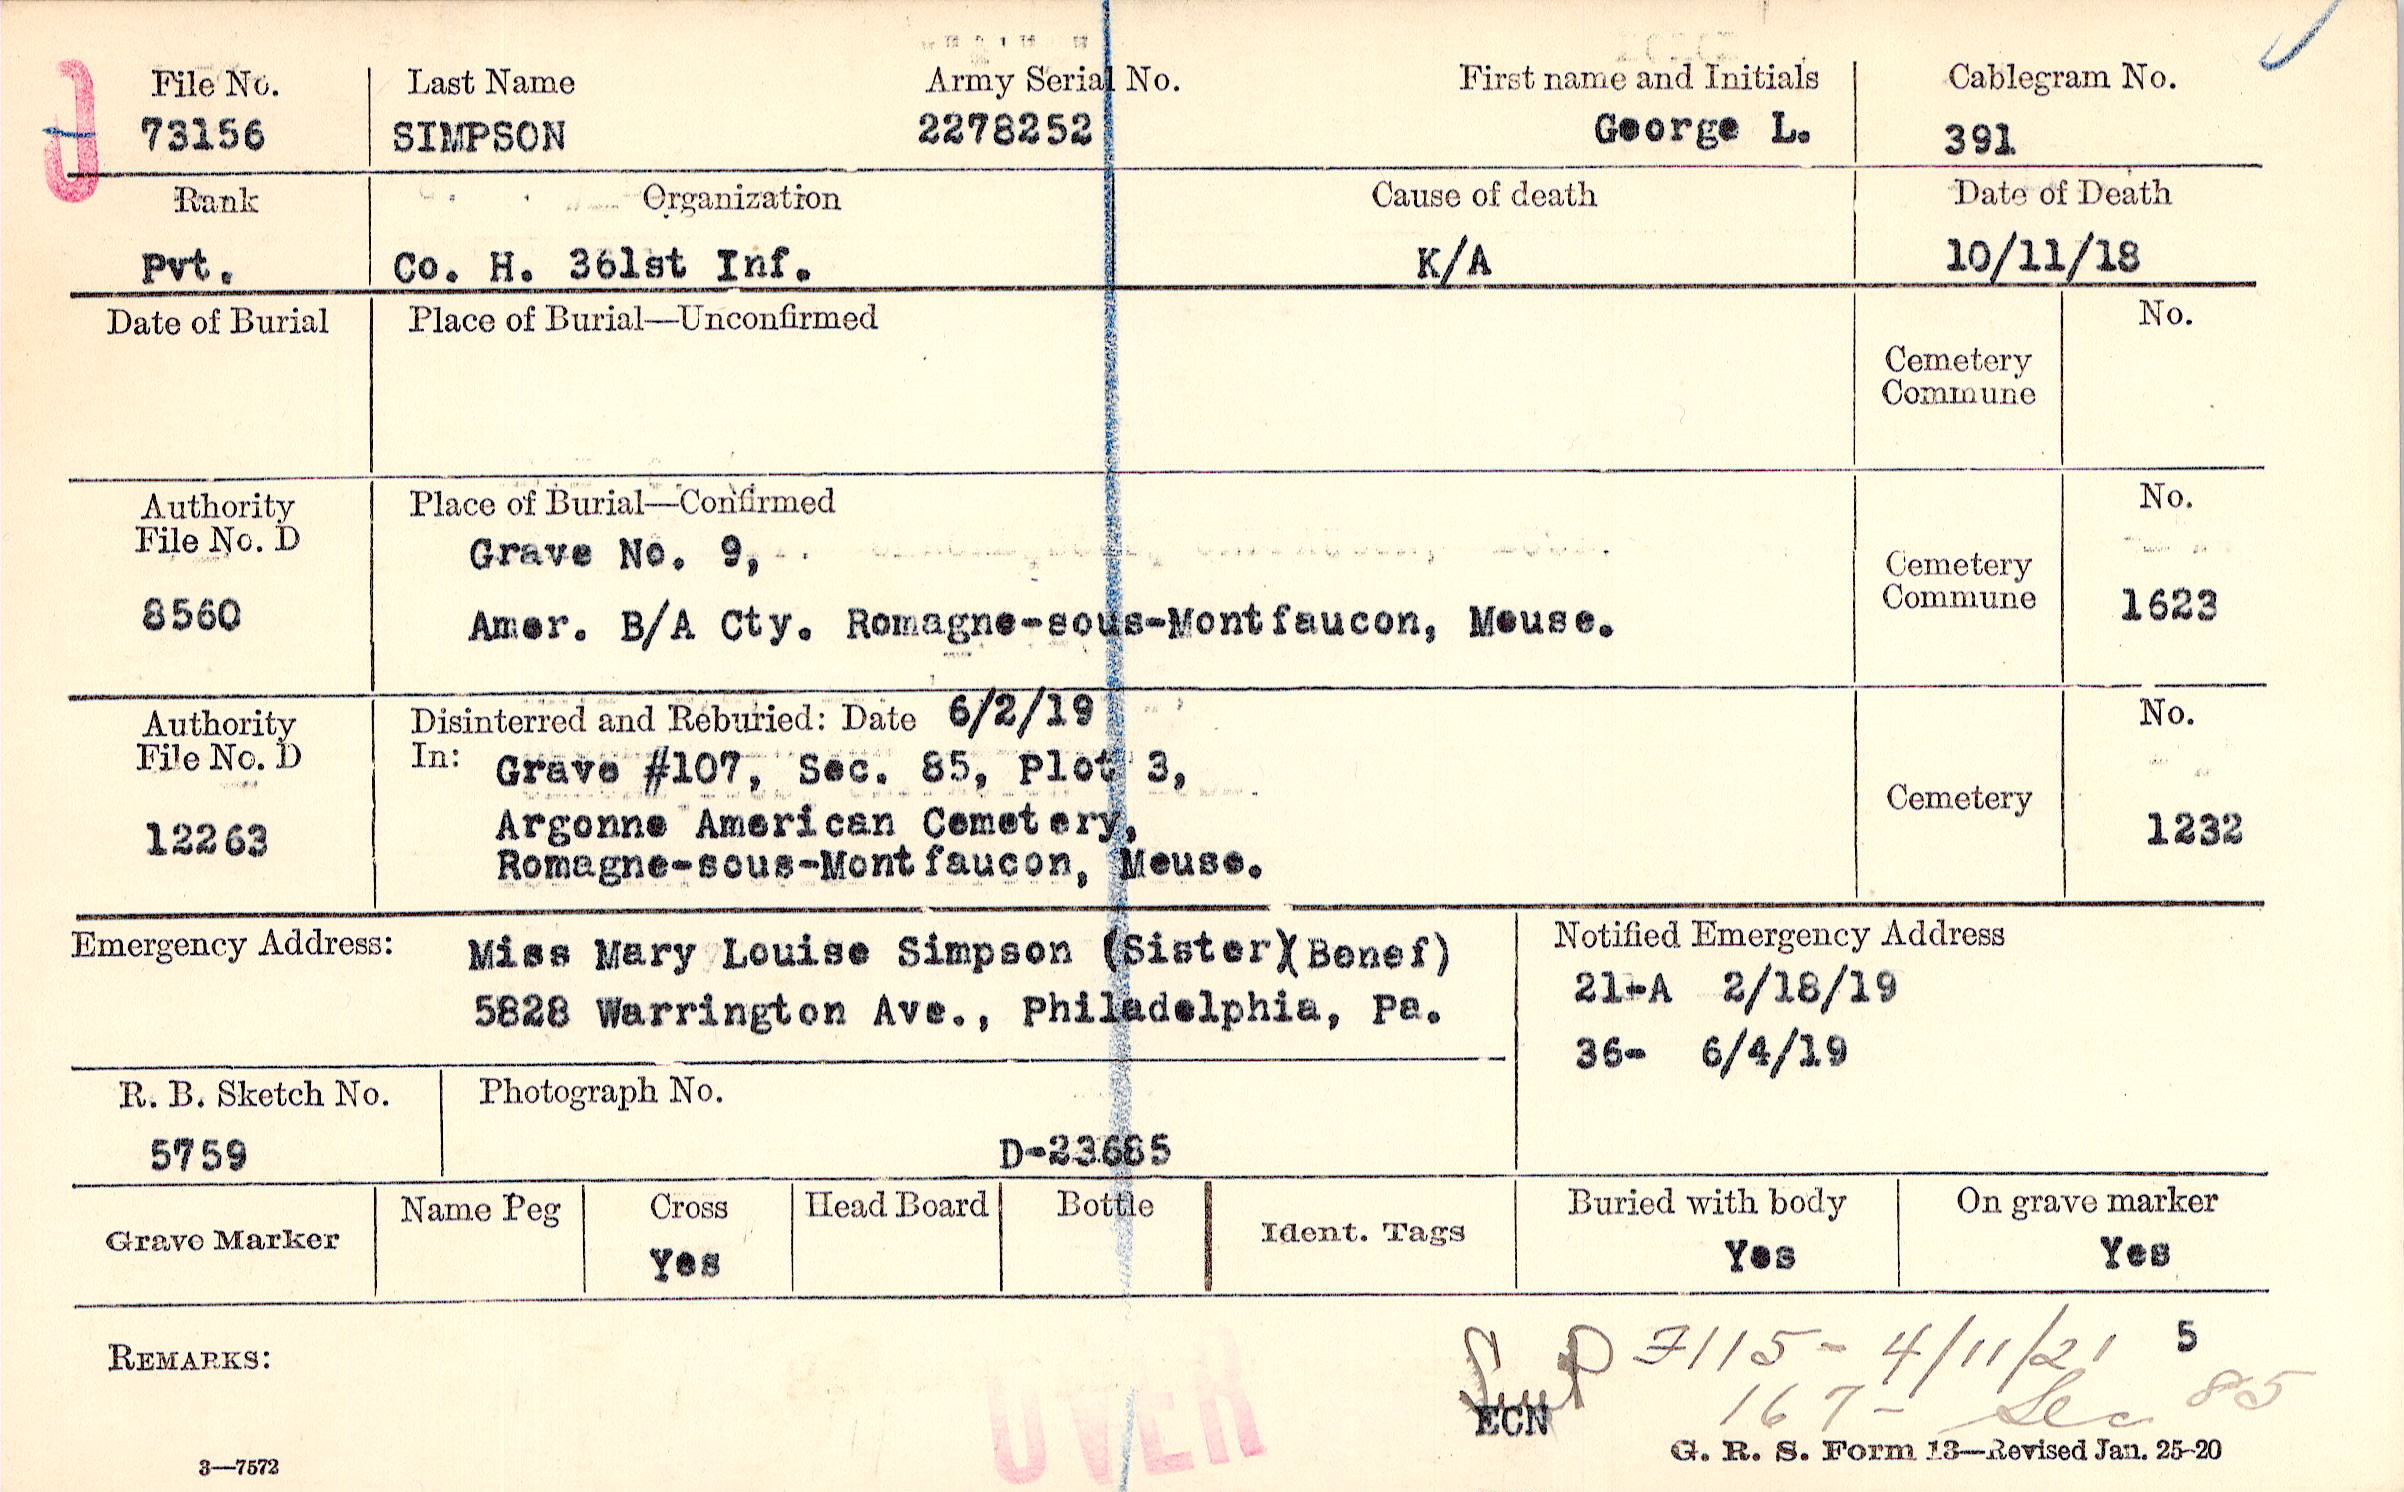 File No. Last Name Army Serial No. First name and Initials Cablegram No.
73156 SIMPSON 2278252 George L. 391
Rank Organization Cause of death Date of Death
Pvt. Co. H. 361st Inf. K/A 10/11/18
Date of Burial Place of Burial—Unconfirmed No.
Cemetery
Commune
Authority Place of Burial—Confirmed No.
File No. D Grave No. 9,
Cemetery
8560 Amer. B/A Cty. Romagne-sous-Montfaucon, Meuse. Commune 1623
Authority Disinterred and Reburied: Date 6/2/19 No.
File No. D In: Grave #107, Sec. 85, Plot 3,
12263 Argonne American Cemetery, Cemetery 1232
Romagne-sous-Montfaucon, Meuse.
Emergency Address: Miss Mary Louise Simpson (Sister)(Benef) Notified Emergency Address
5828 Warrington Ave., Philadelphia, Pa. 21-A 2/18/19
36- 6/4/19
R. B. Sketch No. Photograph No.
5759 D-23685
Grave Marker Name Peg Cross Head Board Bottle Ident. Tags Buried with body On grave marker
Yes Yes Yes
REMARKS: 7115- 4/11/21 5
167- Sec 85
ECN
OVER
3—7572 G. R. S. Form 13—Revised Jan. 25-20